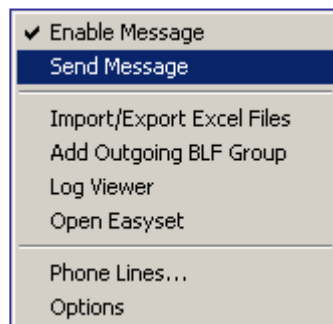 Enable Message
Send Message
Import/Export Excel Files
Add Outgoing BLF Group
Log Viewer
Open Easyset
Phone Lines...
Options